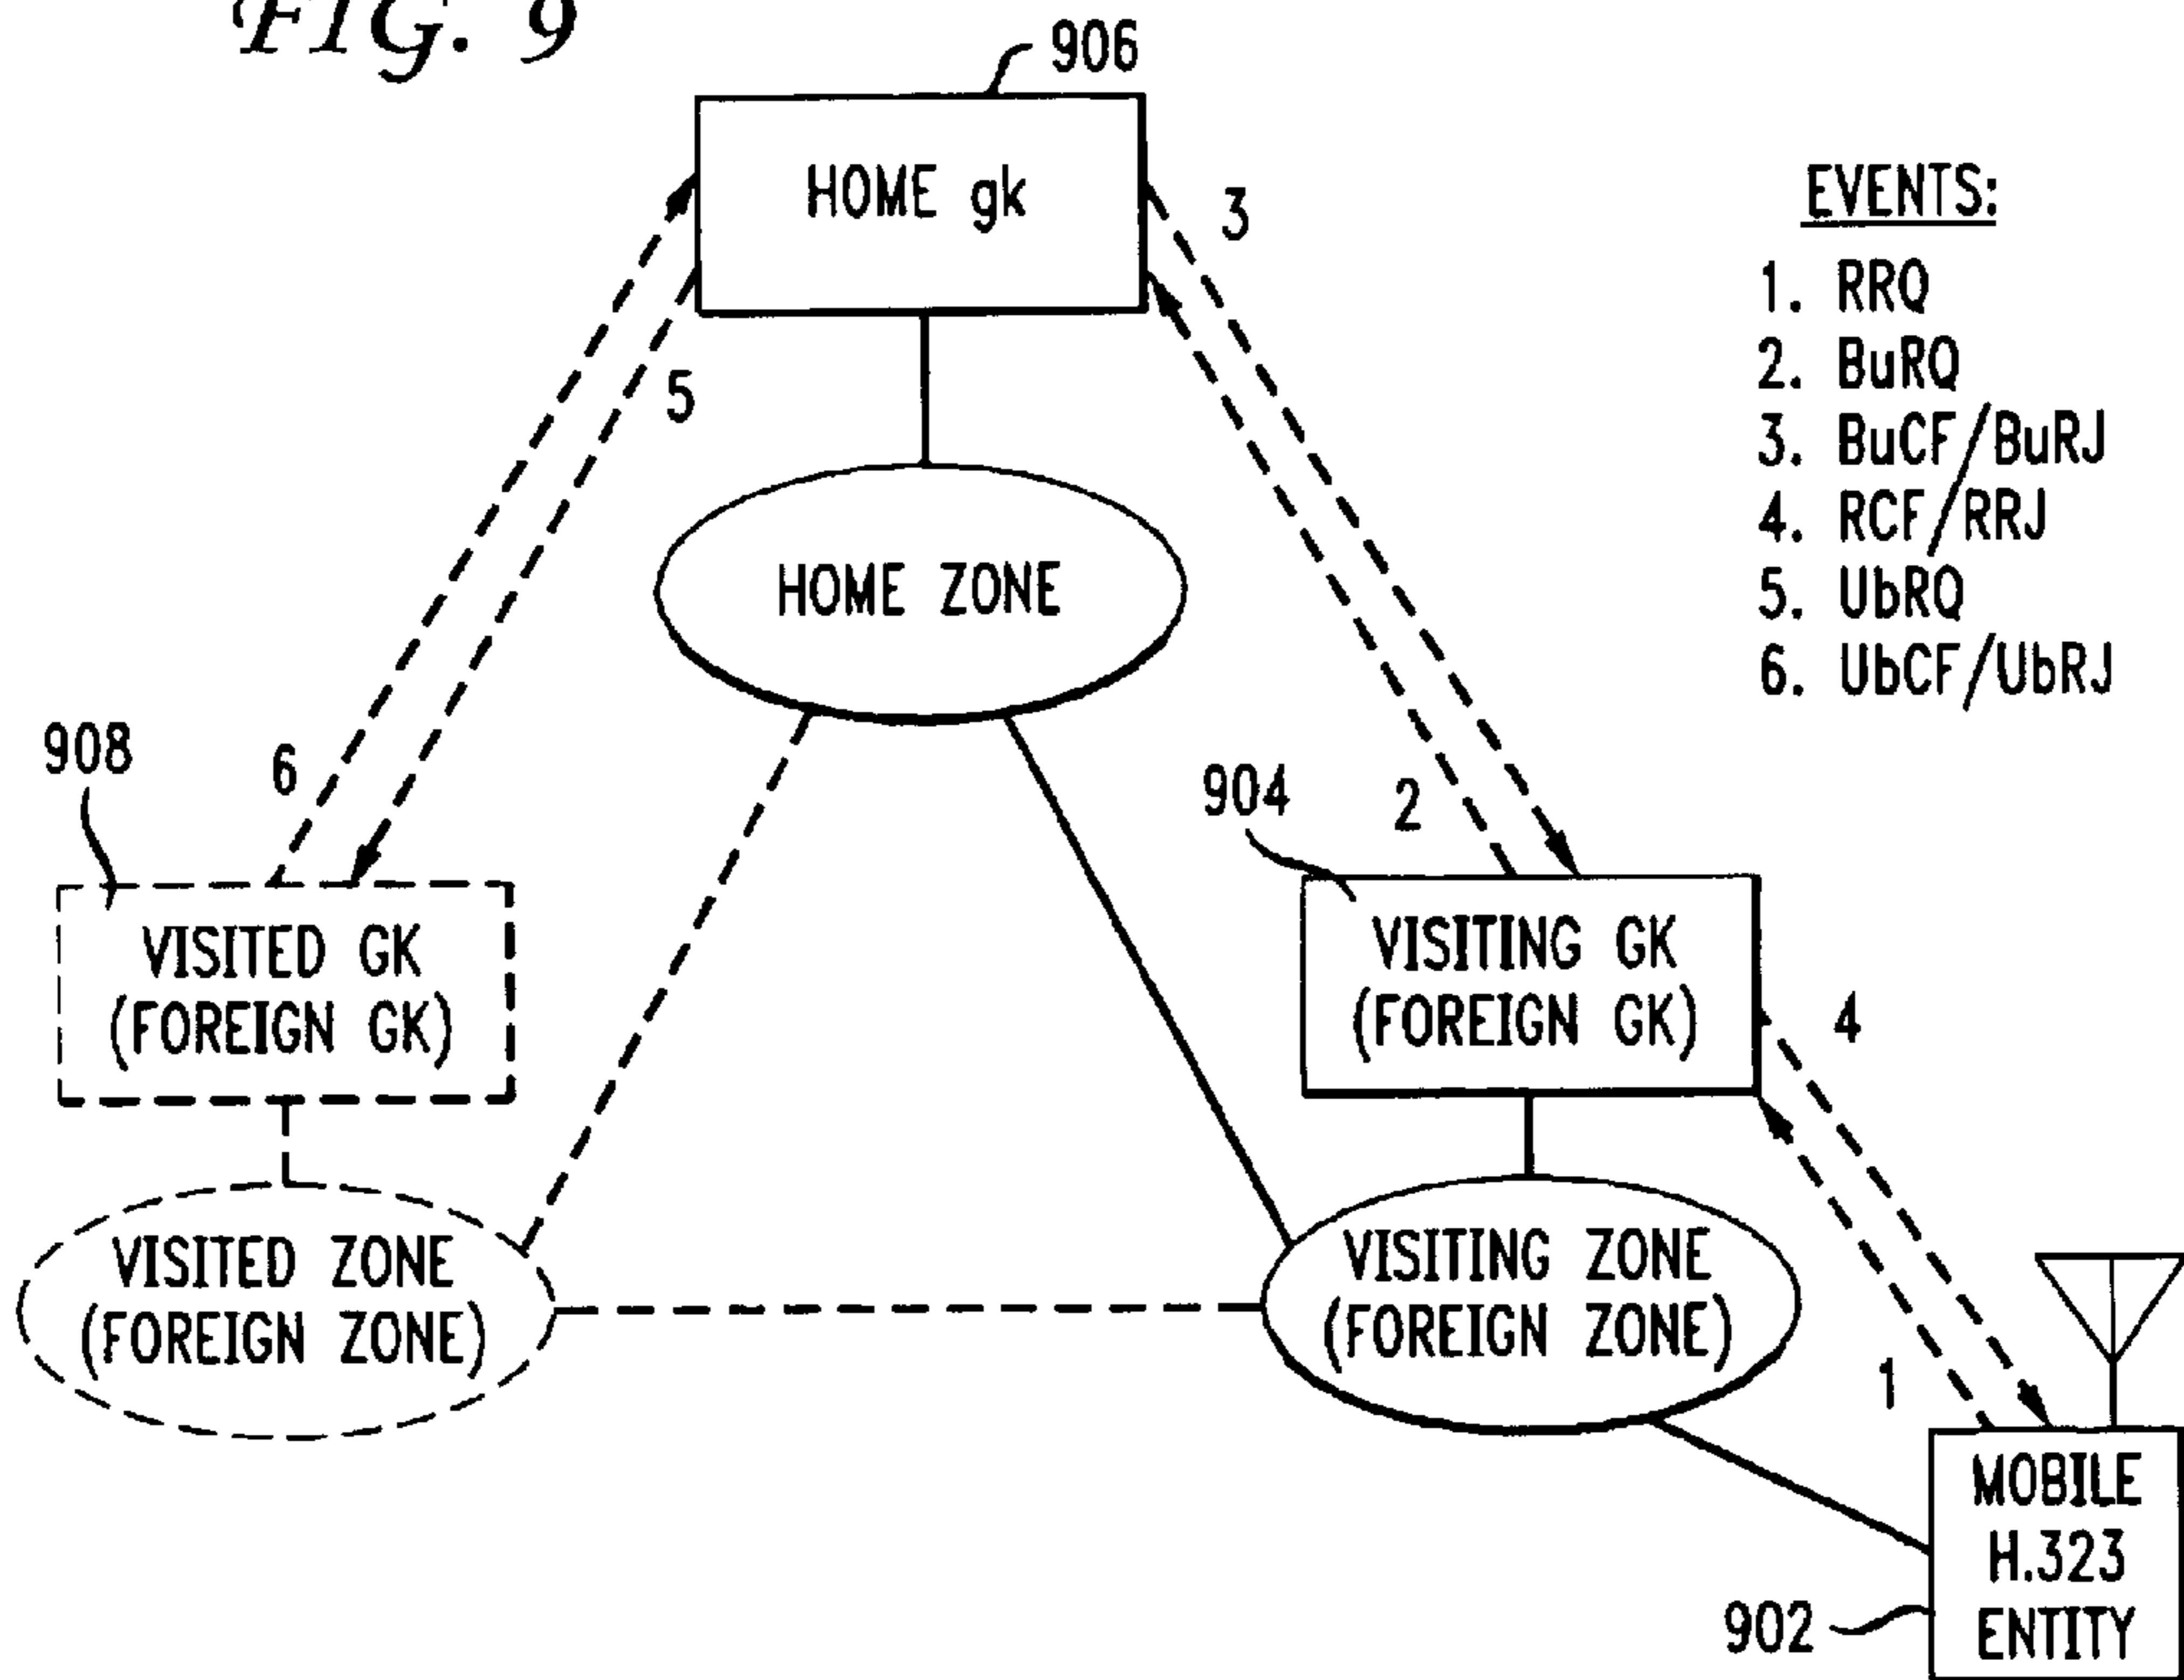 FIG. 9
906
HOME gk
3
EVENTS:
1. RRQ
2. BuRQ
3. BuCF/BuRJ
4. RCF/RRJ
5. UbRQ
6. UbCF/UbRJ
5
HOME ZONE
908
6
904
2
VISITED GK
(FOREIGN GK)
VISITING GK
(FOREIGN GK)
4
VISITED ZONE
(FOREIGN ZONE)
VISITING ZONE
(FOREIGN ZONE)
1
MOBILE
H.323
ENTITY
902